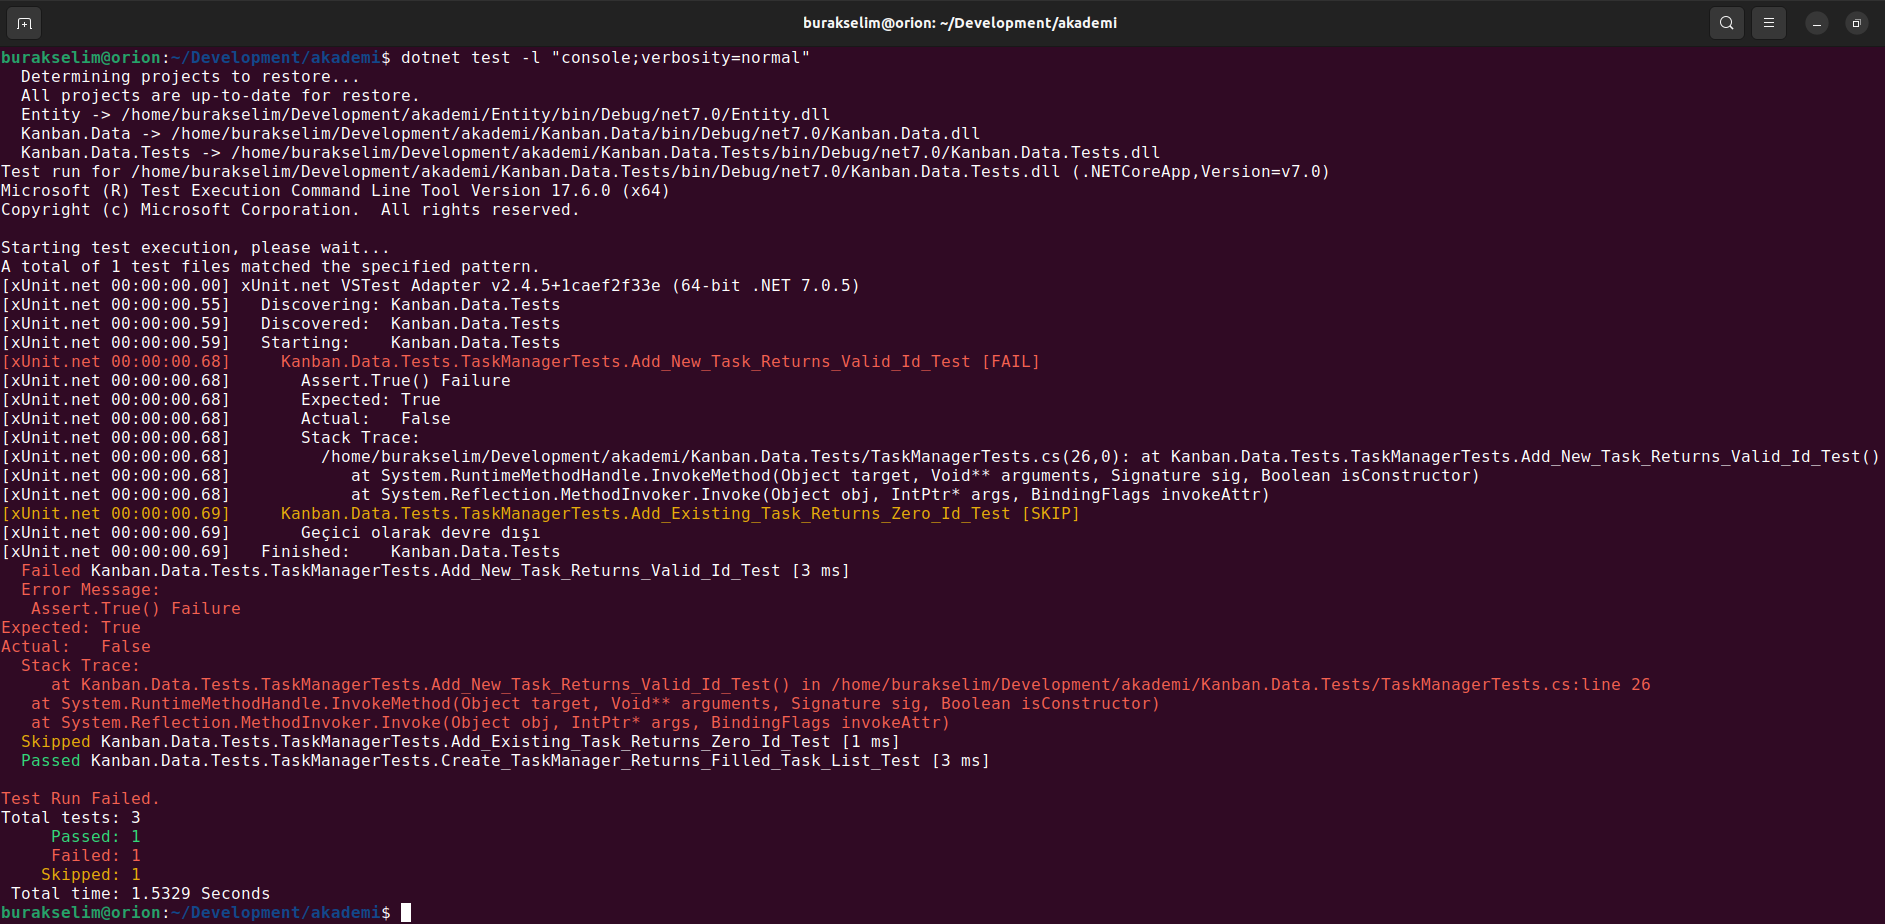 burakselim@orion: ~/Development/akademi
burakselim@orion:~/Development/akademi$ dotnet test -l "console;verbosity=normal"
  Determining projects to restore...
  All projects are up-to-date for restore.
  Entity -> /home/burakselim/Development/akademi/Entity/bin/Debug/net7.0/Entity.dll
  Kanban.Data -> /home/burakselim/Development/akademi/Kanban.Data/bin/Debug/net7.0/Kanban.Data.dll
  Kanban.Data.Tests -> /home/burakselim/Development/akademi/Kanban.Data.Tests/bin/Debug/net7.0/Kanban.Data.Tests.dll
Test run for /home/burakselim/Development/akademi/Kanban.Data.Tests/bin/Debug/net7.0/Kanban.Data.Tests.dll (.NETCoreApp,Version=v7.0)
Microsoft (R) Test Execution Command Line Tool Version 17.6.0 (x64)
Copyright (c) Microsoft Corporation.  All rights reserved.

Starting test execution, please wait...
A total of 1 test files matched the specified pattern.
[xUnit.net 00:00:00.00] xUnit.net VSTest Adapter v2.4.5+1caef2f33e (64-bit .NET 7.0.5)
[xUnit.net 00:00:00.55]   Discovering: Kanban.Data.Tests
[xUnit.net 00:00:00.59]   Discovered:  Kanban.Data.Tests
[xUnit.net 00:00:00.59]   Starting:    Kanban.Data.Tests
[xUnit.net 00:00:00.68]     Kanban.Data.Tests.TaskManagerTests.Add_New_Task_Returns_Valid_Id_Test [FAIL]
[xUnit.net 00:00:00.68]       Assert.True() Failure
[xUnit.net 00:00:00.68]       Expected: True
[xUnit.net 00:00:00.68]       Actual:   False
[xUnit.net 00:00:00.68]       Stack Trace:
[xUnit.net 00:00:00.68]         /home/burakselim/Development/akademi/Kanban.Data.Tests/TaskManagerTests.cs(26,0): at Kanban.Data.Tests.TaskManagerTests.Add_New_Task_Returns_Valid_Id_Test()
[xUnit.net 00:00:00.68]            at System.RuntimeMethodHandle.InvokeMethod(Object target, Void** arguments, Signature sig, Boolean isConstructor)
[xUnit.net 00:00:00.68]            at System.Reflection.MethodInvoker.Invoke(Object obj, IntPtr* args, BindingFlags invokeAttr)
[xUnit.net 00:00:00.69]     Kanban.Data.Tests.TaskManagerTests.Add_Existing_Task_Returns_Zero_Id_Test [SKIP]
[xUnit.net 00:00:00.69]       Geçici olarak devre dışı
[xUnit.net 00:00:00.69]   Finished:    Kanban.Data.Tests
  Failed Kanban.Data.Tests.TaskManagerTests.Add_New_Task_Returns_Valid_Id_Test [3 ms]
  Error Message:
   Assert.True() Failure
Expected: True
Actual:   False
  Stack Trace:
     at Kanban.Data.Tests.TaskManagerTests.Add_New_Task_Returns_Valid_Id_Test() in /home/burakselim/Development/akademi/Kanban.Data.Tests/TaskManagerTests.cs:line 26
   at System.RuntimeMethodHandle.InvokeMethod(Object target, Void** arguments, Signature sig, Boolean isConstructor)
   at System.Reflection.MethodInvoker.Invoke(Object obj, IntPtr* args, BindingFlags invokeAttr)
  Skipped Kanban.Data.Tests.TaskManagerTests.Add_Existing_Task_Returns_Zero_Id_Test [1 ms]
  Passed Kanban.Data.Tests.TaskManagerTests.Create_TaskManager_Returns_Filled_Task_List_Test [3 ms]

Test Run Failed.
Total tests: 3
     Passed: 1
     Failed: 1
    Skipped: 1
 Total time: 1.5329 Seconds
burakselim@orion:~/Development/akademi$